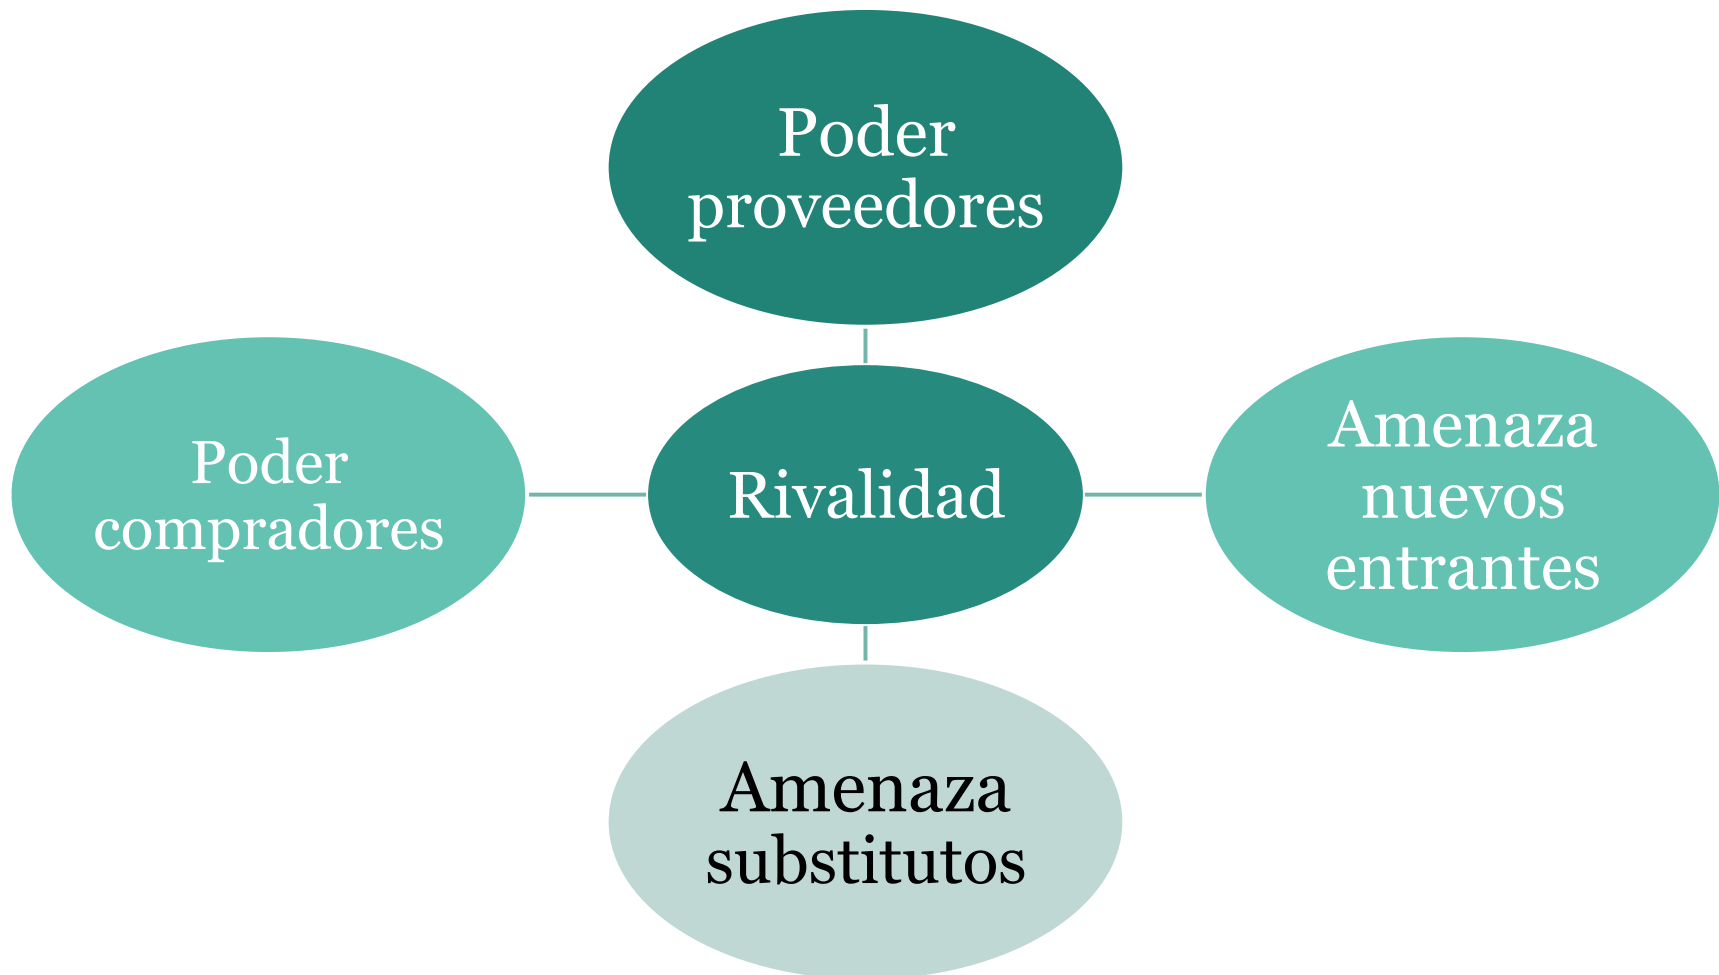 Poder
proveedores
Poder
compradores
Rivalidad
Amenaza
nuevos
entrantes
Amenaza
substitutos